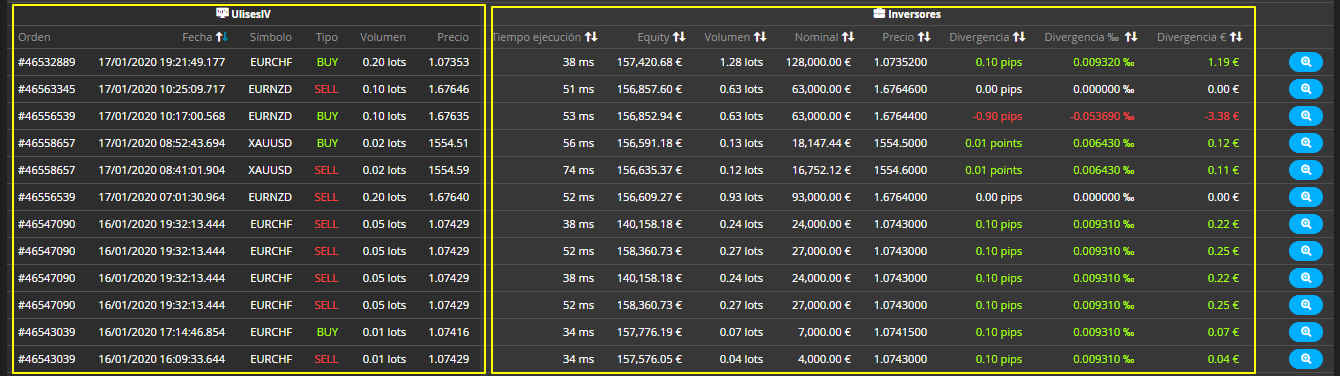 UlisesIV Inversores
Orden Fecha Símbolo Tipo Volumen Precio Tiempo ejecución Equity Volumen Nominal Precio Divergencia Divergencia ‰ Divergencia €
#46532889 17/01/2020 19:21:49.177 EURCHF BUY 0.20 lots 1.07353 38 ms 157,420.68 € 1.28 lots 128,000.00 € 1.0735200 0.10 pips 0.009320 ‰ 1.19 €
#46563345 17/01/2020 10:25:09.717 EURNZD SELL 0.10 lots 1.67646 51 ms 156,857.60 € 0.63 lots 63,000.00 € 1.6764600 0.00 pips 0.000000 ‰ 0.00 €
#46556539 17/01/2020 10:17:00.568 EURNZD BUY 0.10 lots 1.67635 53 ms 156,852.94 € 0.63 lots 63,000.00 € 1.6764400 -0.90 pips -0.053690 ‰ -3.38 €
#46558657 17/01/2020 08:52:43.694 XAUUSD BUY 0.02 lots 1554.51 56 ms 156,591.18 € 0.13 lots 18,147.44 € 1554.5000 0.01 points 0.006430 ‰ 0.12 €
#46558657 17/01/2020 08:41:01.904 XAUUSD SELL 0.02 lots 1554.59 74 ms 156,635.37 € 0.12 lots 16,752.12 € 1554.6000 0.01 points 0.006430 ‰ 0.11 €
#46556539 17/01/2020 07:01:30.964 EURNZD SELL 0.20 lots 1.67640 52 ms 156,609.27 € 0.93 lots 93,000.00 € 1.6764000 0.00 pips 0.000000 ‰ 0.00 €
#46547090 16/01/2020 19:32:13.444 EURCHF SELL 0.05 lots 1.07429 38 ms 140,158.18 € 0.24 lots 24,000.00 € 1.0743000 0.10 pips 0.009310 ‰ 0.22 €
#46547090 16/01/2020 19:32:13.444 EURCHF SELL 0.05 lots 1.07429 52 ms 158,360.73 € 0.27 lots 27,000.00 € 1.0743000 0.10 pips 0.009310 ‰ 0.25 €
#46547090 16/01/2020 19:32:13.444 EURCHF SELL 0.05 lots 1.07429 38 ms 140,158.18 € 0.24 lots 24,000.00 € 1.0743000 0.10 pips 0.009310 ‰ 0.22 €
#46547090 16/01/2020 19:32:13.444 EURCHF SELL 0.05 lots 1.07429 52 ms 158,360.73 € 0.27 lots 27,000.00 € 1.0743000 0.10 pips 0.009310 ‰ 0.25 €
#46543039 16/01/2020 17:14:46.854 EURCHF BUY 0.01 lots 1.07416 34 ms 157,776.19 € 0.07 lots 7,000.00 € 1.0741500 0.10 pips 0.009310 ‰ 0.07 €
#46543039 16/01/2020 16:09:33.644 EURCHF SELL 0.01 lots 1.07429 34 ms 157,576.05 € 0.04 lots 4,000.00 € 1.0743000 0.10 pips 0.009310 ‰ 0.04 €